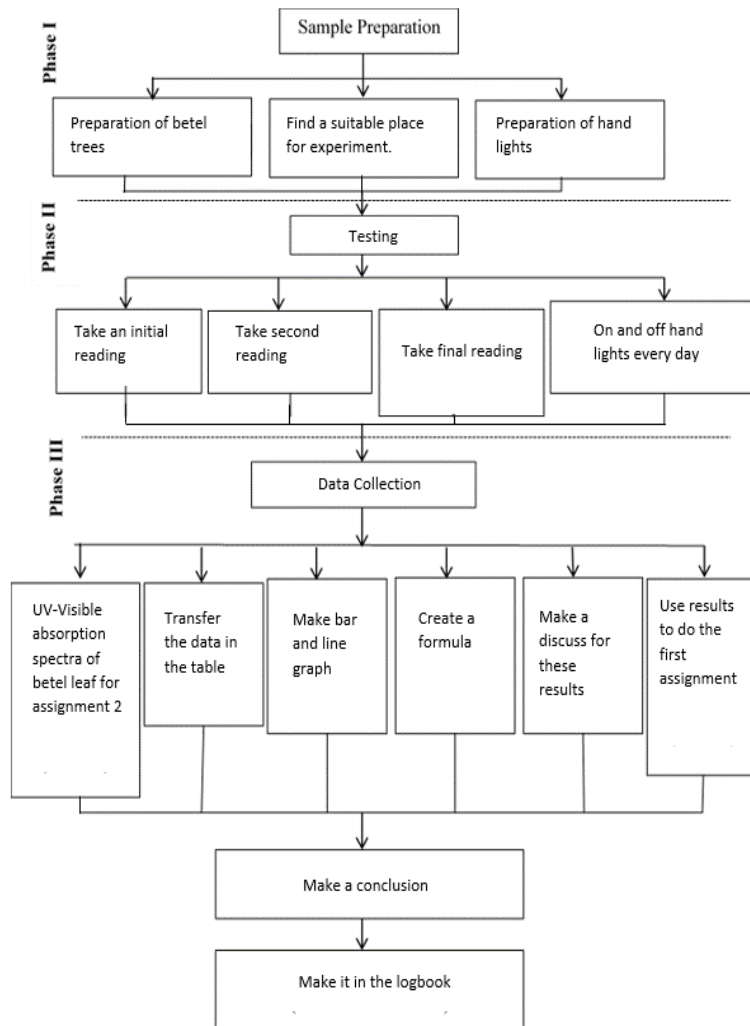 Phase I
Sample Preparation
Preparation of betel
trees
Find a suitable place
for experiment.
Preparation of hand
lights
Phase II
Testing
Take an initial
reading
Take second
reading
Take final reading
On and off hand
lights every day
Phase III
Data Collection
UV-Visible
absorption
spectra of
betel leaf for
assignment 2
Transfer
the data in
the table
Make bar
and line
graph
Create a
formula
Make a
discuss for
these
results
Use results
to do the
first
assignment
Make a conclusion
Make it in the logbook